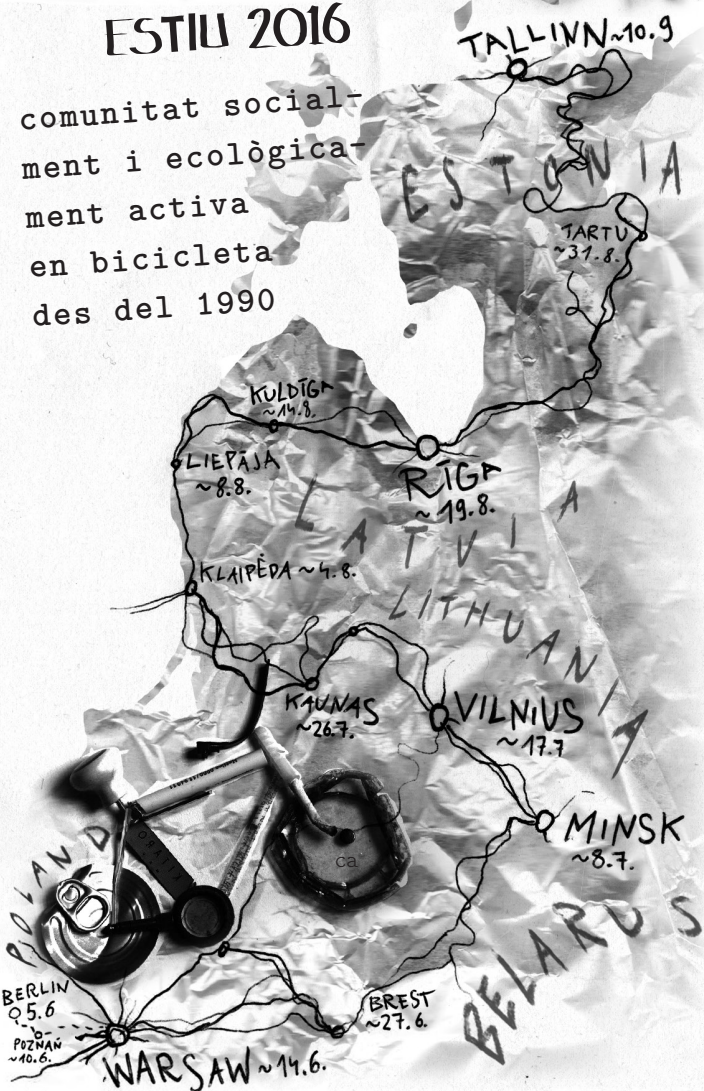 ESTIU 2016
comunitat social-
ment i ecològica-
ment activa
en bicicleta
des del 1990
TALLINN ~10.9
ESTONIA
TARTU
~31.8.
KULDĪGA
~14.8.
LIEPĀJA
~8.8.
RĪGA
~19.8.
LATVIA
KLAIPĖDA ~4.8.
LITHUANIA
KAUNAS
~26.7.
VILNIUS
~17.7
MINSK
~8.7.
ca
POLAND
BELARUS
BERLIN
5.6
POZNAŃ
~10.6.
BREST
~27.6.
WARSAW ~14.6.